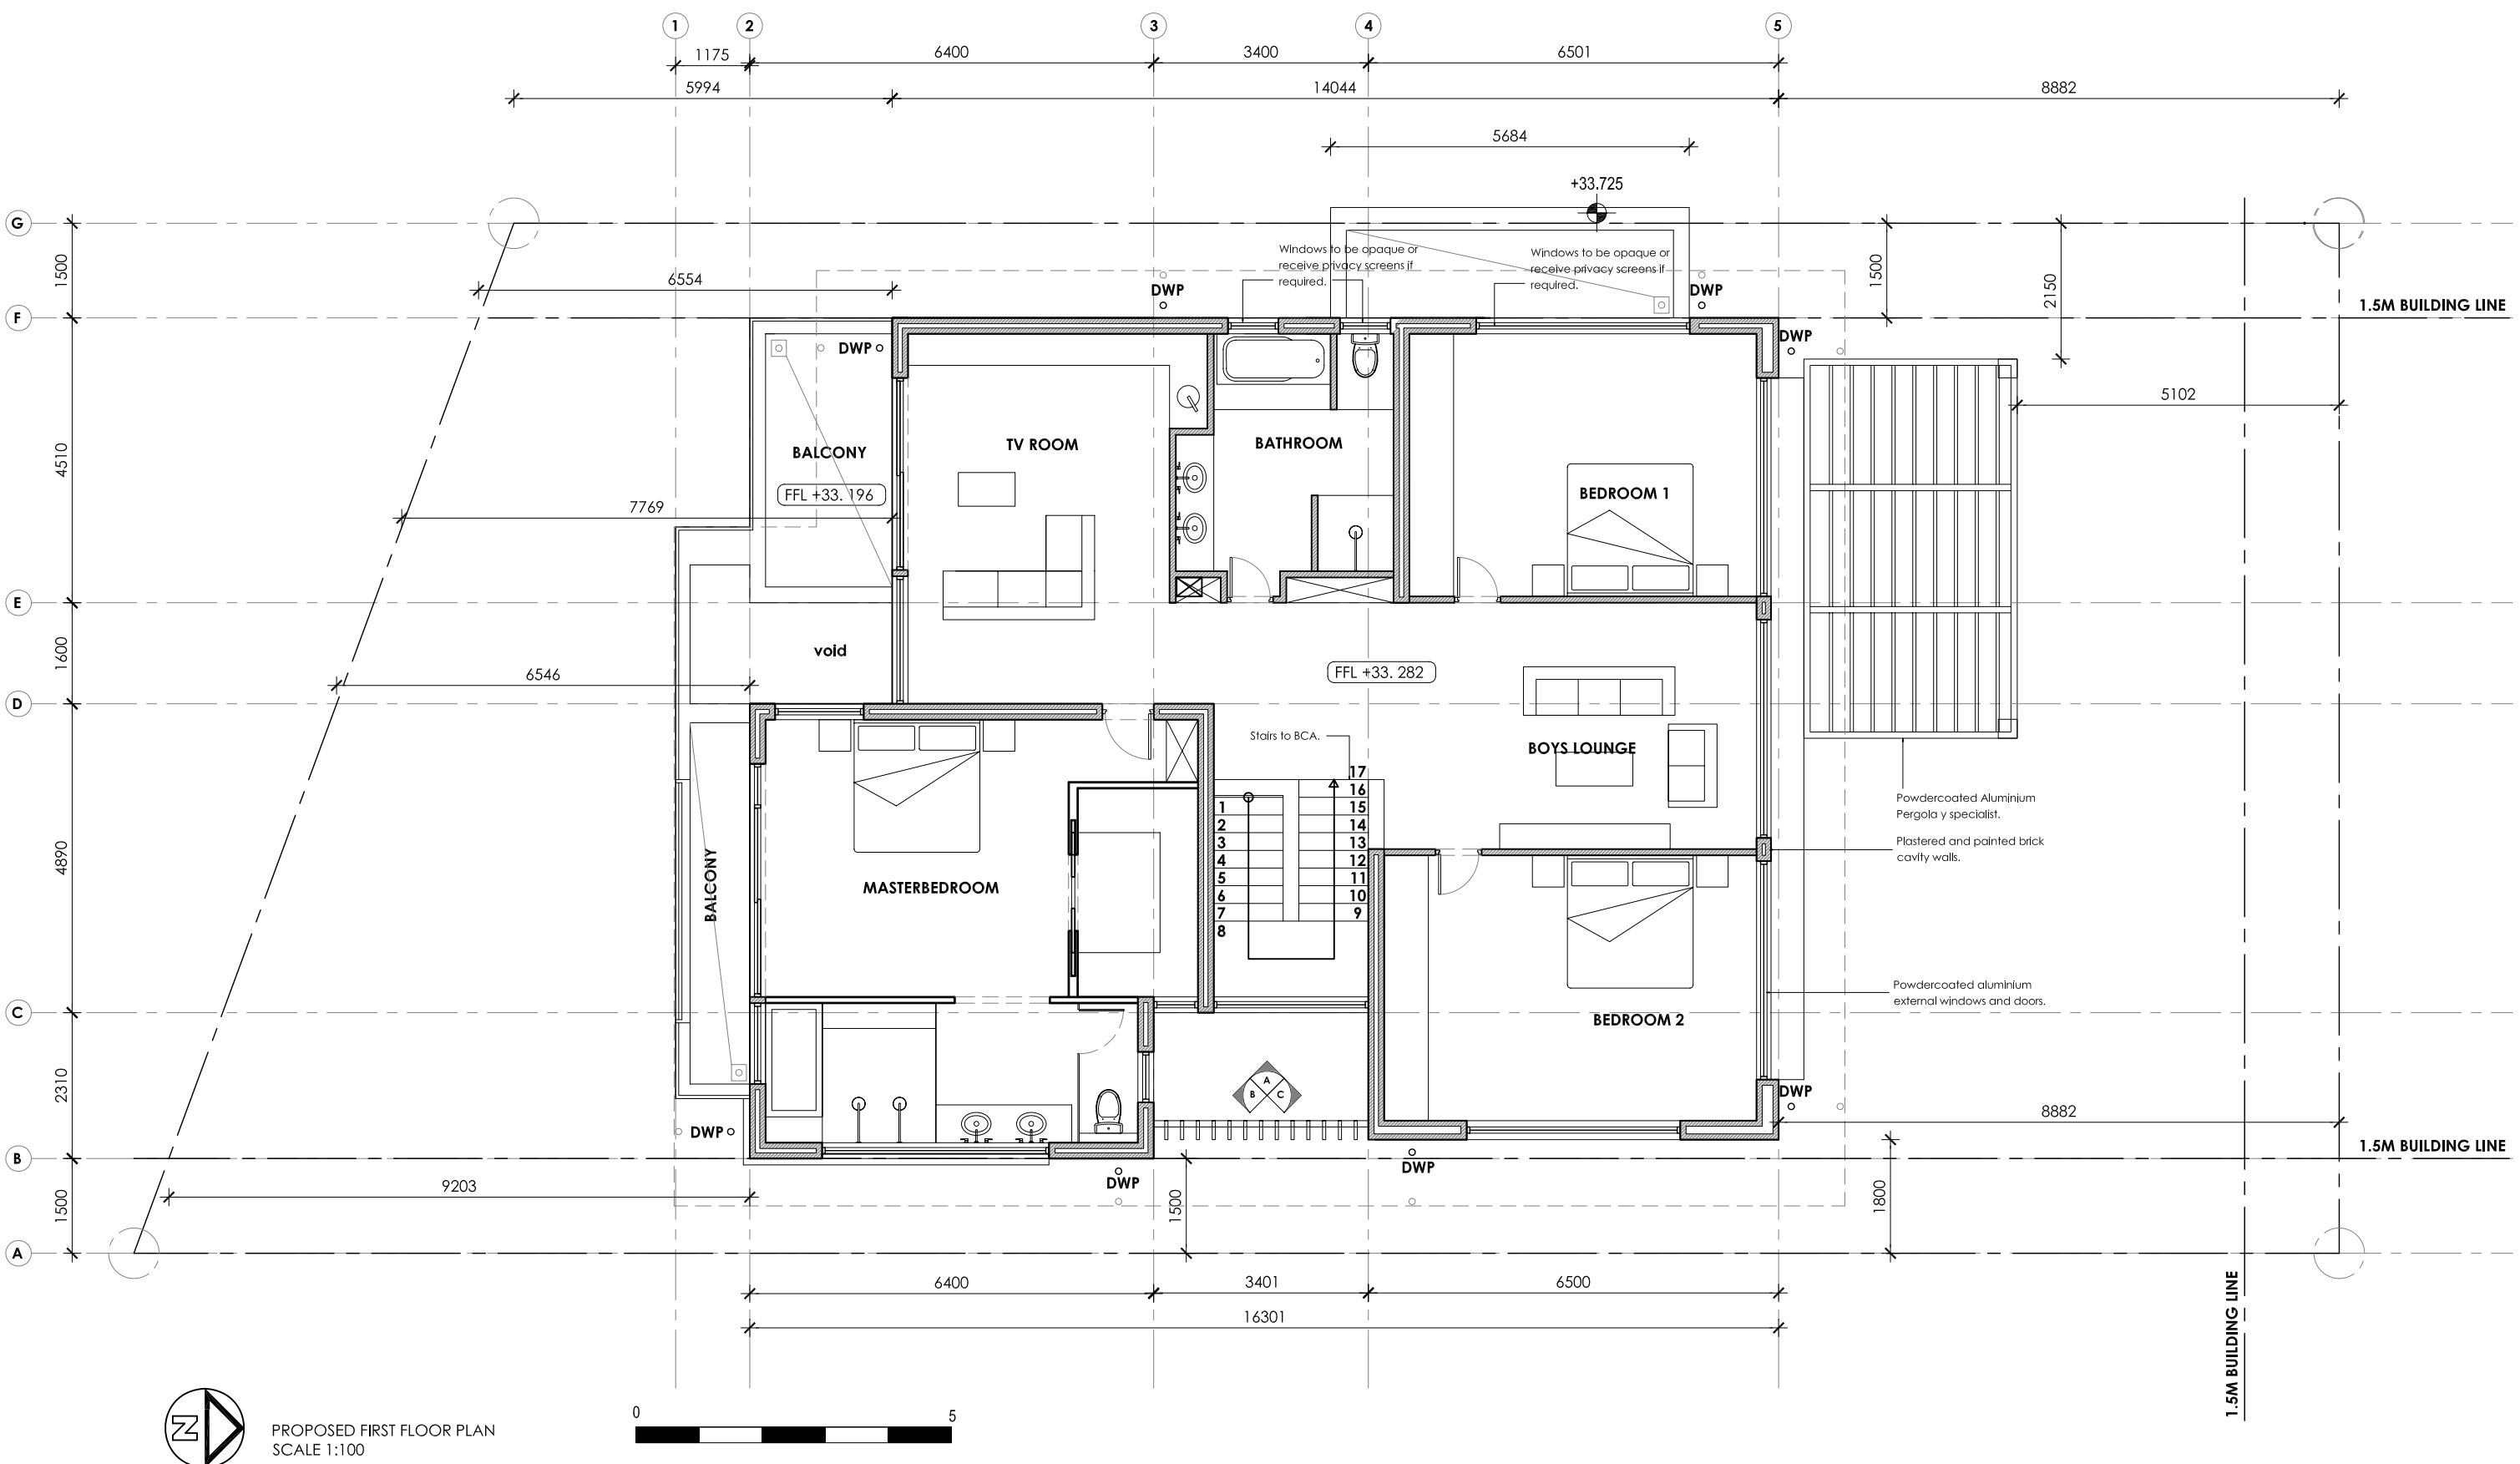 1 2 3 4 5
1175 6400 3400 6501
5994 14044 8882
5684
+33.725
G
1500
Windows to be opaque or
receive privacy screens if
required.
Windows to be opaque or
receive privacy screens if
required.
1500
2150
6554
DWP
DWP
F
1.5M BUILDING LINE
DWP
DWP
5102
4510
BALCONY
TV ROOM
BATHROOM
FFL +33. 196
BEDROOM 1
7769
E
1600
void
6546
FFL +33. 282
D
Stairs to BCA.
BOYS LOUNGE
17
16
1 15
2 14
3 13
4 12
5 11
6 10
7 9
8
Powdercoated Aluminium
Pergola y specialist.
Plastered and painted brick
cavity walls.
4890
BALCONY
MASTERBEDROOM
Powdercoated aluminium
external windows and doors.
C
BEDROOM 2
2310
A
B C
DWP
DWP
8882
B
1.5M BUILDING LINE
DWP
DWP
9203
1500
1500
1800
A
6400 3401 6500
16301
1.5M BUILDING LINE
N
PROPOSED FIRST FLOOR PLAN
SCALE 1:100
0 5